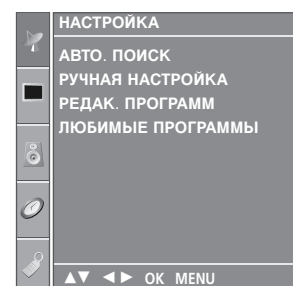 НАСТРОЙКА
АВТО. ПОИСК
РУЧНАЯ НАСТРОЙКА
РЕДАК. ПРОГРАММ
ЛЮБИМЫЕ ПРОГРАММЫ
▲▼ ◄► OK MENU